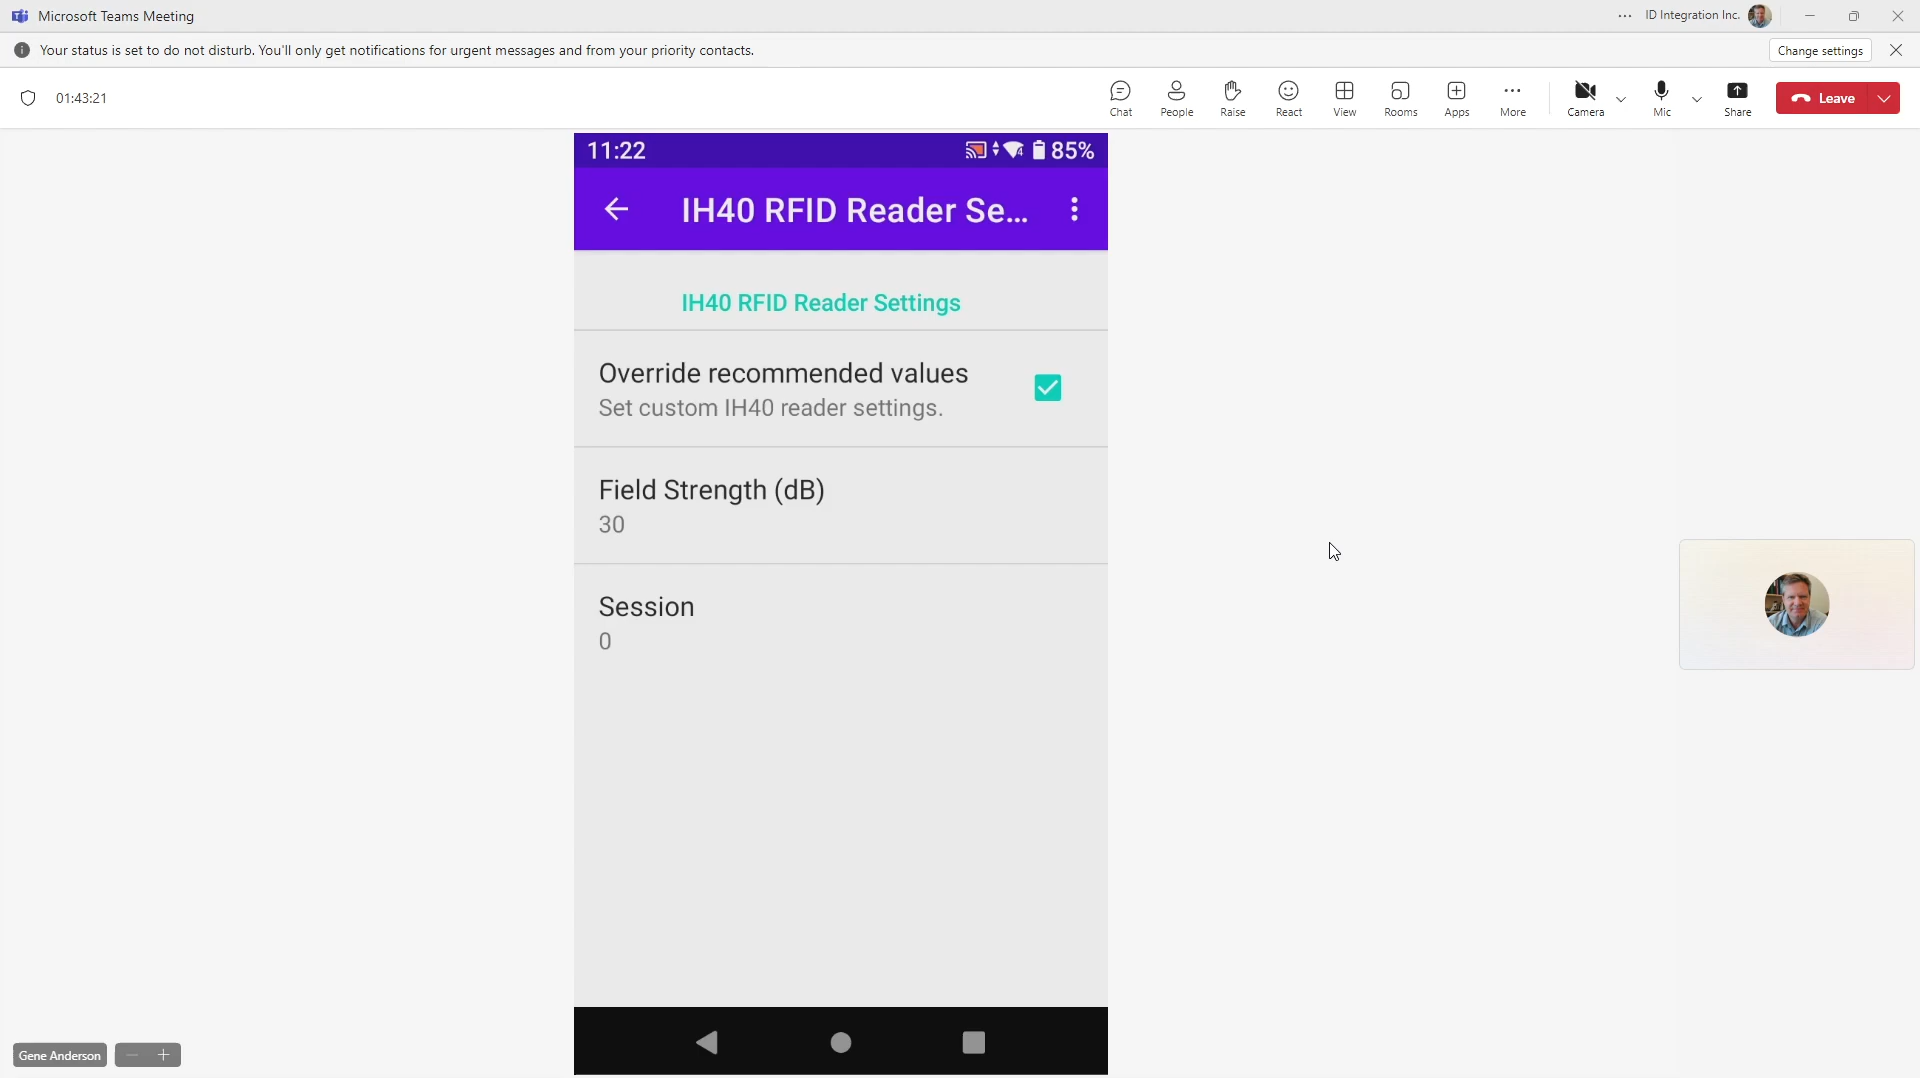 Microsoft Teams Meeting
ID Integration Inc.
Your status is set to do not disturb. You'll only get notifications for urgent messages and from your priority contacts.
Change settings
01:43:21
Chat
People
Raise
React
View
Rooms
Apps
More
Camera
Mic
Share
Leave
11:22
4
85%
IH40 RFID Reader Se...
IH40 RFID Reader Settings
Override recommended values
Set custom IH40 reader settings.
Field Strength (dB)
30
Session
0
Gene Anderson